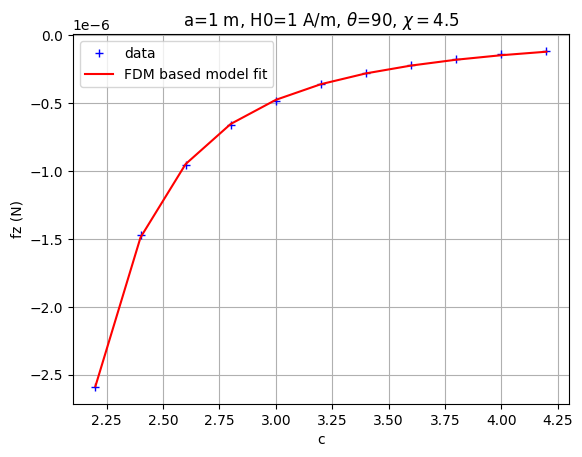 a=1 m, H0=1 A/m, θ=90, χ = 4.5
1e−6
data
FDM based model fit
0.0
−0.5
−1.0
−1.5
−2.0
−2.5
fz (N)
2.25 2.50 2.75 3.00 3.25 3.50 3.75 4.00 4.25
c